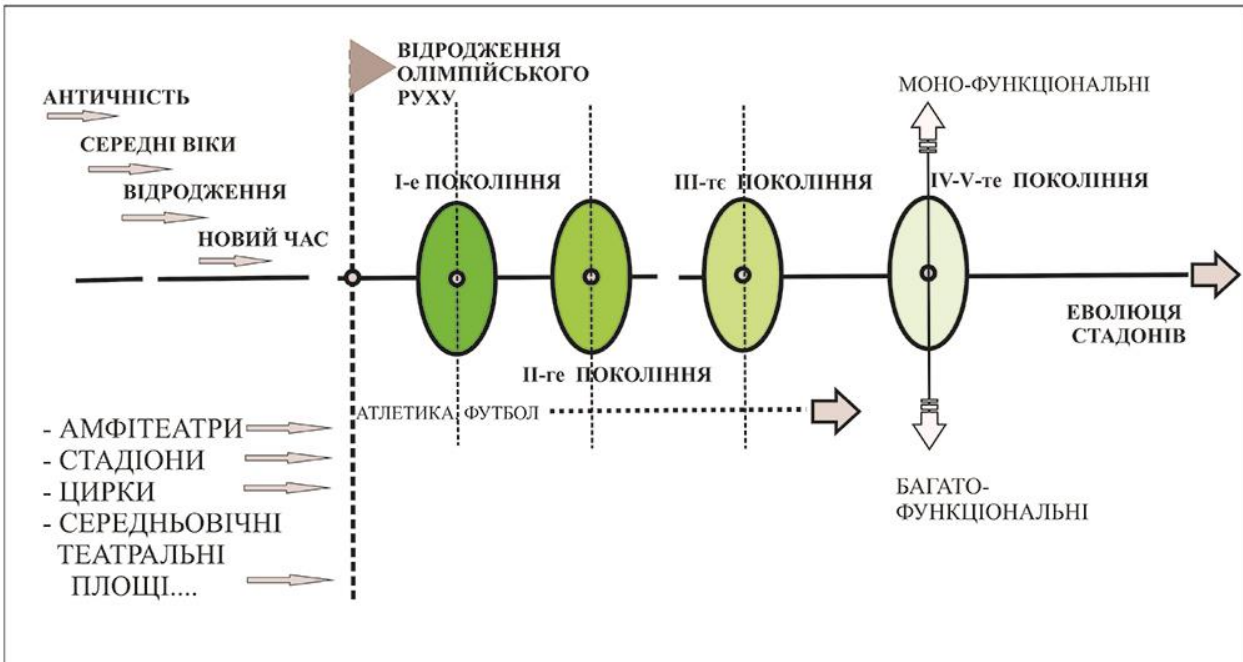 АНТИЧНІСТЬ
СЕРЕДНІ ВІКИ
ВІДРОДЖЕННЯ
НОВИЙ ЧАС
ВІДРОДЖЕННЯ
ОЛІМПІЙСЬКОГО
РУХУ
І-е ПОКОЛІННЯ
ІІ-ге ПОКОЛІННЯ
ІІІ-тє ПОКОЛІННЯ
IV-V-те ПОКОЛІННЯ
МОНО-ФУНКЦІОНАЛЬНІ
БАГАТО-
ФУНКЦІОНАЛЬНІ
ЕВОЛЮЦЯ
СТАДОНІВ
АТЛЕТИКА, ФУТБОЛ
- АМФІТЕАТРИ
- СТАДІОНИ
- ЦИРКИ
- СЕРЕДНЬОВІЧНІ
ТЕАТРАЛЬНІ
ПЛОЩІ....